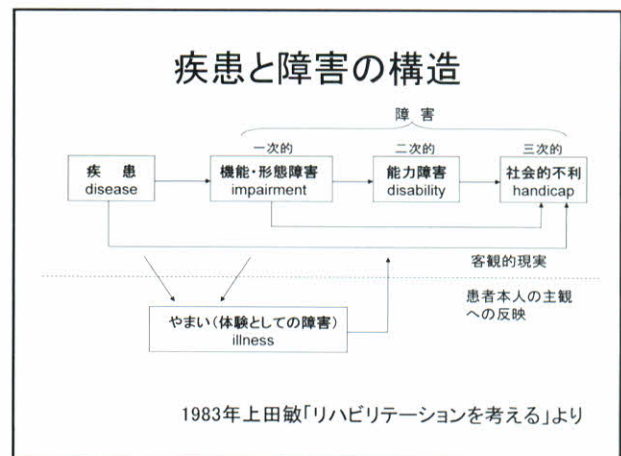 疾患と障害の構造
障 害
一次的 二次的 三次的
疾 患 機能・形態障害 能力障害 社会的不利
disease impairment disability handicap
客観的現実
患者本人の主観
への反映
やまい(体験としての障害)
illness
1983年上田敏「リハビリテーションを考える」より